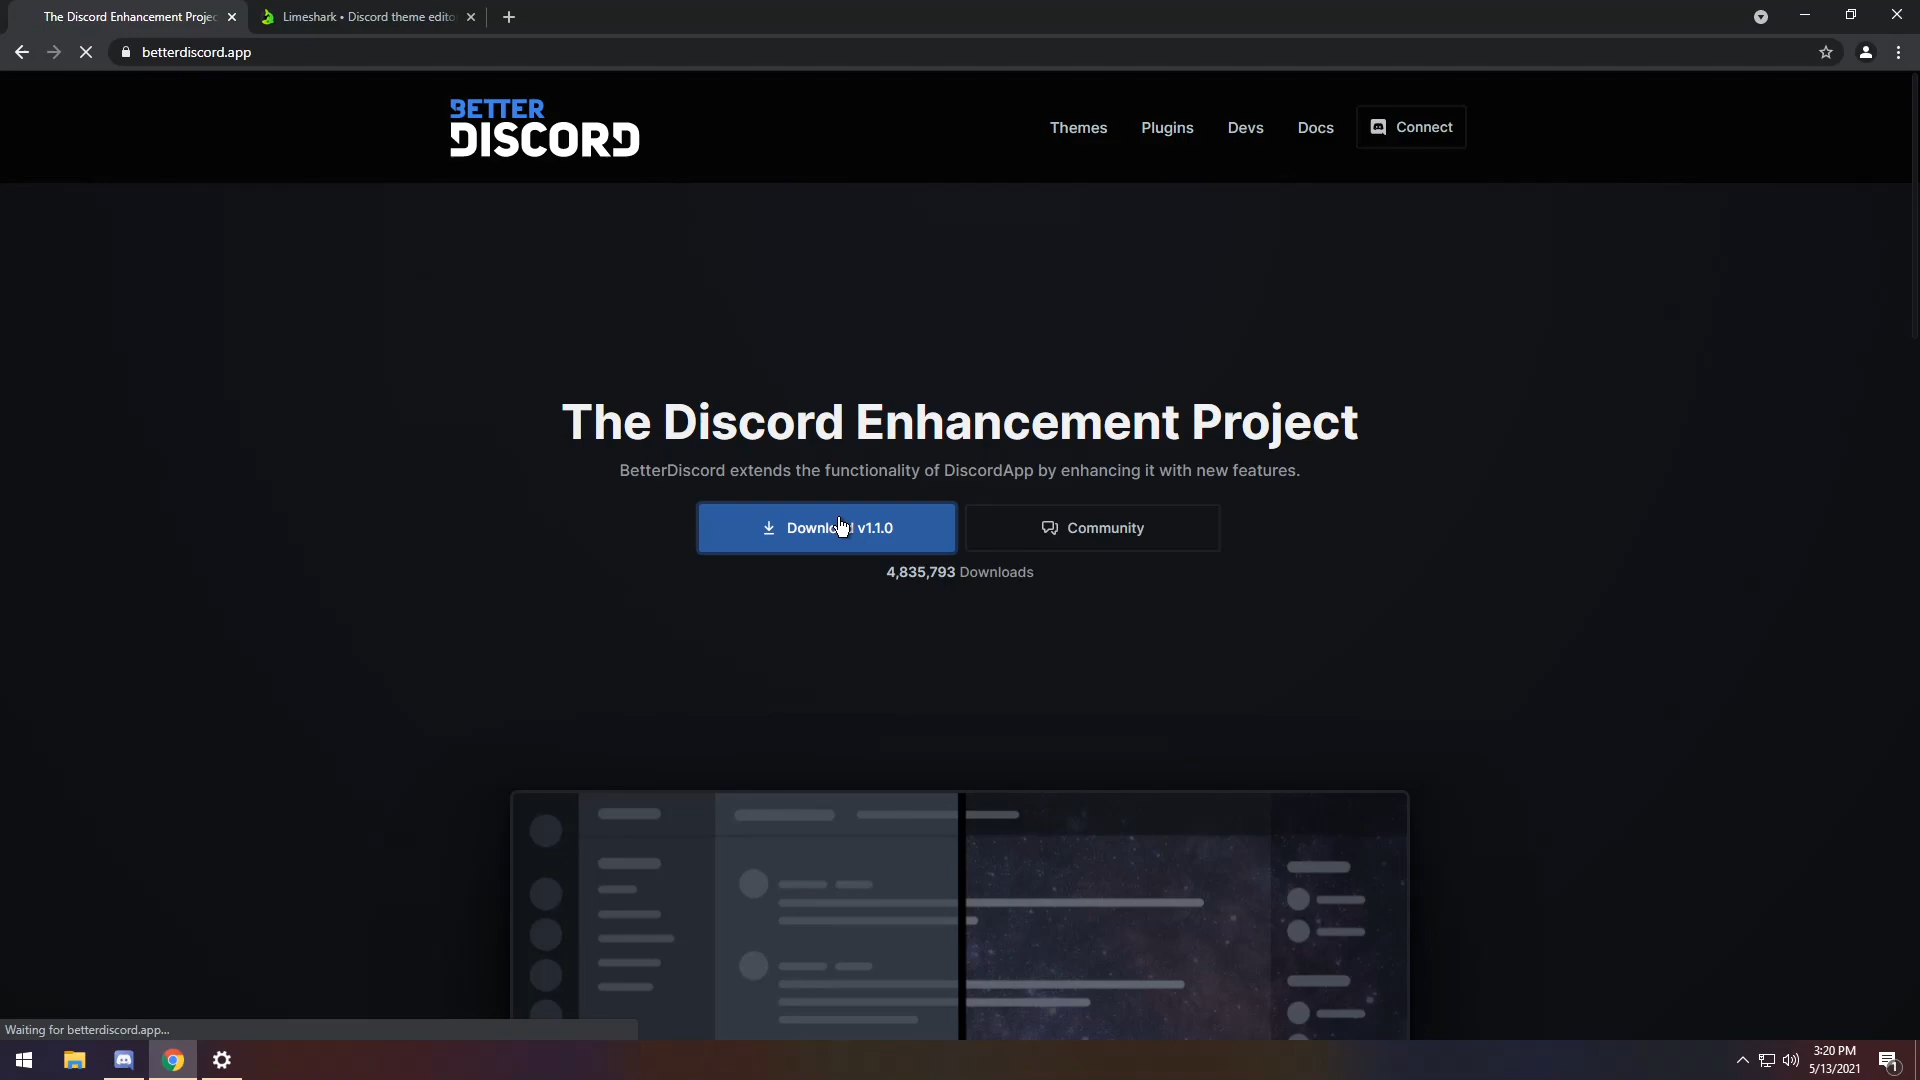 The Discord Enhancement Projec
Limeshark • Discord theme edito
betterdiscord.app
BETTER
DISCORD
Themes
Plugins
Devs
Docs
Connect
The Discord Enhancement Project
BetterDiscord extends the functionality of DiscordApp by enhancing it with new features.
Download v1.1.0
Community
4,835,793 Downloads
Waiting for betterdiscord.app...
3:20 PM
5/13/2021
1